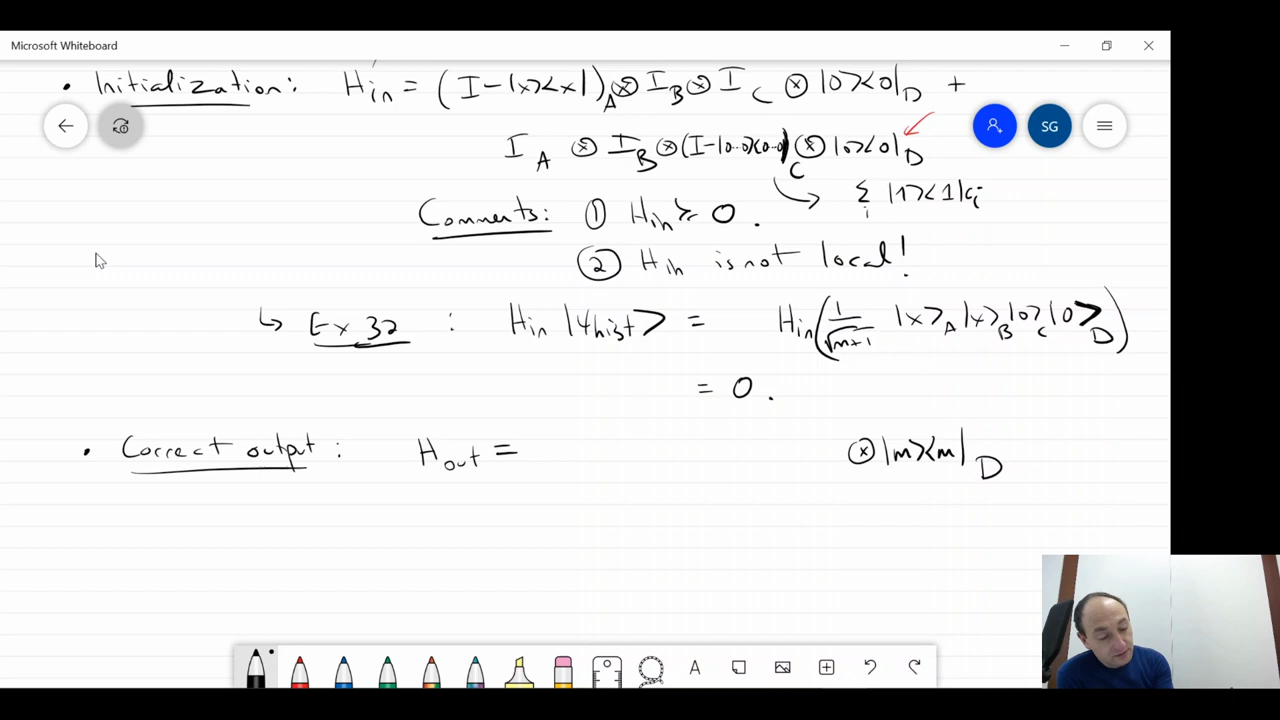 Microsoft Whiteboard
• Initialization: H_in = (I-|x><x|)_A ⊗ I_B ⊗ I_C ⊗ |0><0|_D +
SG
I_A ⊗ I_B ⊗ (I-|0..0><0..0|)_C ⊗ |0><0|_D
Σ_i |1><1|_Ci
Comments: ① H_in ≽ 0.
② H_in is not local!
↳ Ex 32 : H_in |ψ_hist> = H_in (1/√m+1 |x>_A |x>_B |0>_C |0>_D)
= 0.
• Correct output: H_out = ⊗ |m><m|_D
A